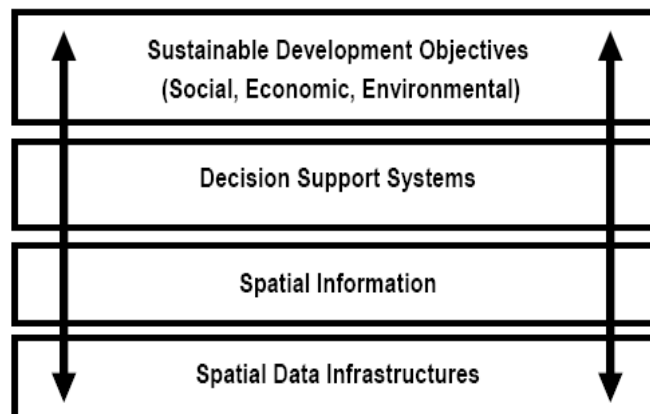 Sustainable Development Objectives
(Social, Economic, Environmental)
Decision Support Systems
Spatial Information
Spatial Data Infrastructures